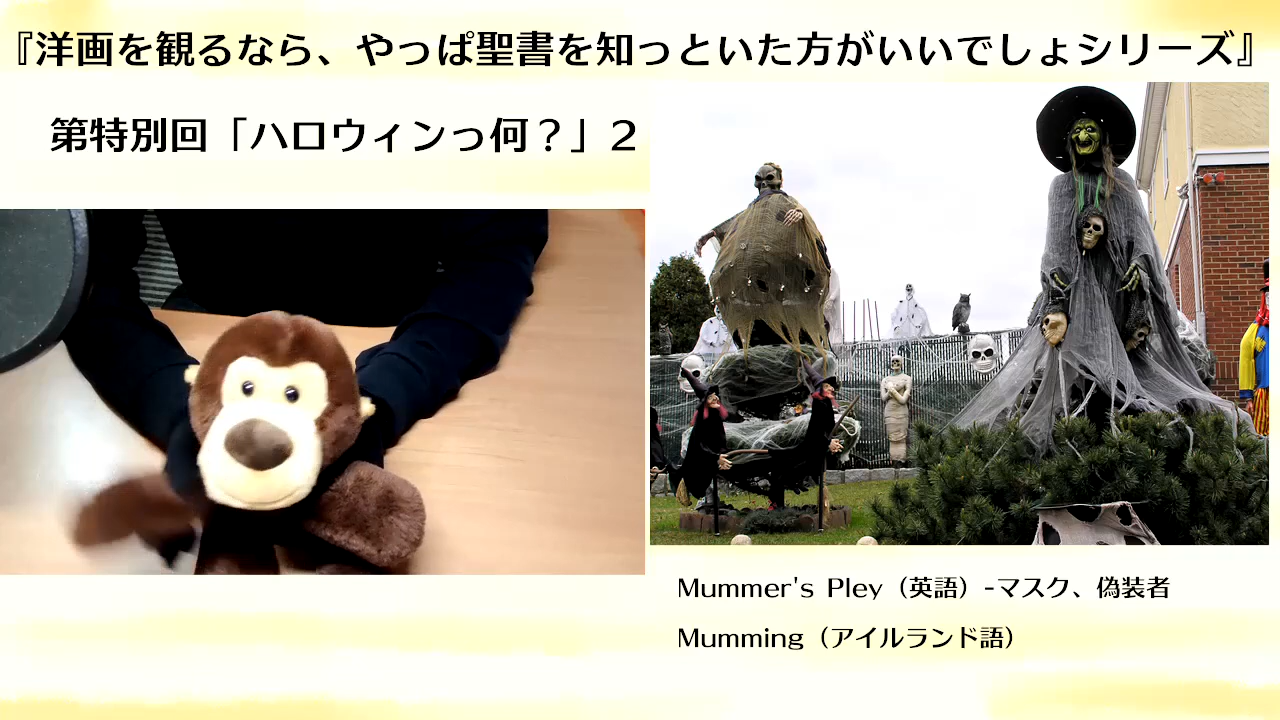 『洋画を観るなら、やっぱ聖書を知っといた方がいいでしょシリーズ』
第特別回「ハロウィンっ何？」２
Mummer's Pley（英語）-マスク、偽装者
Mumming（アイルランド語）